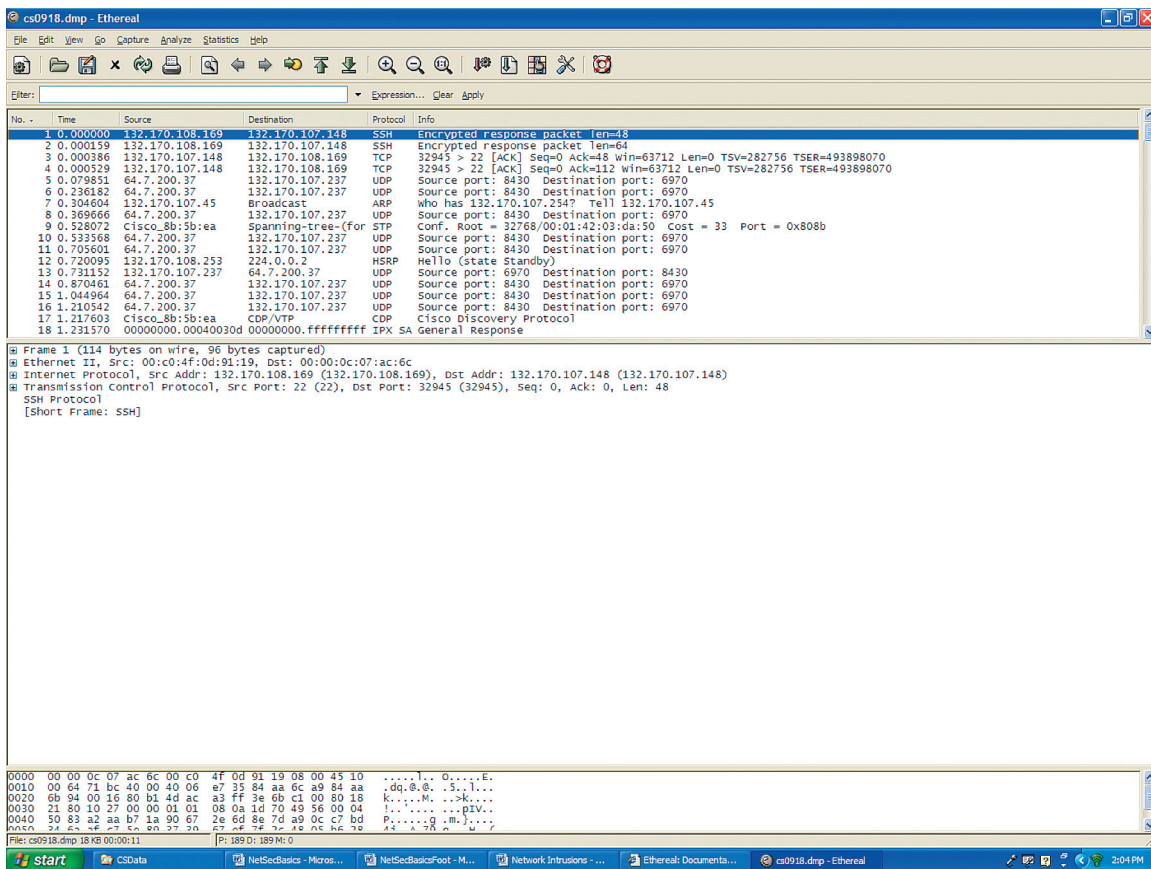 cs0918.dmp - Ethereal
File Edit View Go Capture Analyze Statistics Help
Filter: Expression... Clear Apply
No. - Time Source Destination Protocol Info
1 0.000000 132.170.108.169 132.170.107.148 SSH Encrypted response packet len=48
2 0.000159 132.170.108.169 132.170.107.148 SSH Encrypted response packet len=64
3 0.000386 132.170.107.148 132.170.108.169 TCP 32945 > 22 [ACK] Seq=0 Ack=48 Win=63712 Len=0 TSV=282756 TSER=493898070
4 0.000529 132.170.107.148 132.170.108.169 TCP 32945 > 22 [ACK] Seq=0 Ack=112 Win=63712 Len=0 TSV=282756 TSER=493898070
5 0.079851 64.7.200.37 132.170.107.237 UDP Source port: 8430 Destination port: 6970
6 0.236182 64.7.200.37 132.170.107.237 UDP Source port: 8430 Destination port: 6970
7 0.304604 132.170.107.45 Broadcast ARP Who has 132.170.107.254? Tell 132.170.107.45
8 0.369666 64.7.200.37 132.170.107.237 UDP Source port: 8430 Destination port: 6970
9 0.528072 Cisco_8b:5b:ea Spanning-tree-(for STP Conf. Root = 32768/00:01:42:03:da:50 Cost = 33 Port = 0x808b
10 0.533568 64.7.200.37 132.170.107.237 UDP Source port: 8430 Destination port: 6970
11 0.705601 64.7.200.37 132.170.107.237 UDP Source port: 8430 Destination port: 6970
12 0.720095 132.170.108.253 224.0.0.2 HSRP Hello (state Standby)
13 0.731152 132.170.107.237 64.7.200.37 UDP Source port: 6970 Destination port: 8430
14 0.870461 64.7.200.37 132.170.107.237 UDP Source port: 8430 Destination port: 6970
15 1.044964 64.7.200.37 132.170.107.237 UDP Source port: 8430 Destination port: 6970
16 1.210542 64.7.200.37 132.170.107.237 UDP Source port: 8430 Destination port: 6970
17 1.217603 Cisco_8b:5b:ea CDP/VTP CDP Cisco Discovery Protocol
18 1.231570 00000000.00040030d 00000000.ffffffffff IPX SA General Response
Frame 1 (114 bytes on wire, 96 bytes captured)
Ethernet II, Src: 00:c0:4f:0d:91:19, Dst: 00:00:0c:07:ac:6c
Internet Protocol, Src Addr: 132.170.108.169 (132.170.108.169), Dst Addr: 132.170.107.148 (132.170.107.148)
Transmission Control Protocol, Src Port: 22 (22), Dst Port: 32945 (32945), Seq: 0, Ack: 0, Len: 48
SSH Protocol
[Short Frame: SSH]
0000 00 00 0c 07 ac 6c 00 c0 4f 0d 91 19 08 00 45 10 .....l.. O.....E.
0010 00 64 71 bc 40 00 40 06 e7 35 84 aa 6c a9 84 aa .dq.@.@. .5..l...
0020 6b 94 00 16 80 b1 4d ac a3 ff 3e 6b c1 00 80 18 k.....M. ..>k....
0030 21 80 10 27 00 00 01 01 08 0a 1d 70 49 56 00 04 !..'.... ...pIV..
0040 50 83 a2 aa b7 1a 90 67 2e 6d 8e 7d a9 0c c7 bd P......g .m.}....
File: cs0918.dmp 18 KB 00:00:11 P: 189 D: 189 M: 0
start CSData NetSecBasics - Micros... NetSecBasicsFoot - M... Network Intrusions - ... Ethereal: Documenta... cs0918.dmp - Ethereal 2:04 PM